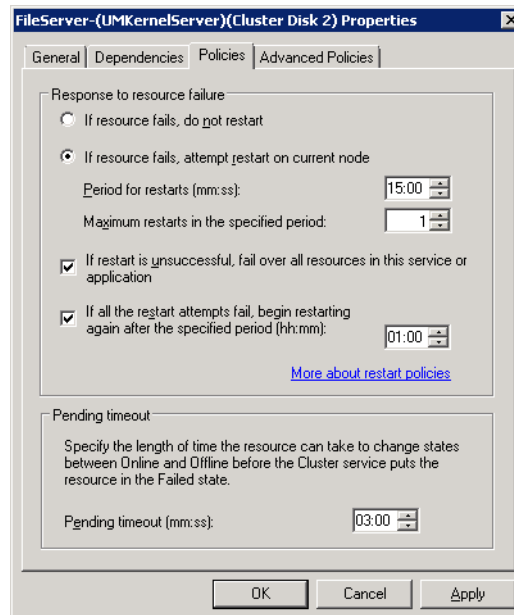 FileServer-(UMKernelServer)(Cluster Disk 2) Properties
General Dependencies Policies Advanced Policies
Response to resource failure
If resource fails, do not restart
If resource fails, attempt restart on current node
Period for restarts (mm:ss): 15:00
Maximum restarts in the specified period: 1
If restart is unsuccessful, fail over all resources in this service or
application
If all the restart attempts fail, begin restarting
again after the specified period (hh:mm): 01:00
More about restart policies
Pending timeout
Specify the length of time the resource can take to change states
between Online and Offline before the Cluster service puts the
resource in the Failed state.
Pending timeout (mm:ss): 03:00
OK Cancel Apply